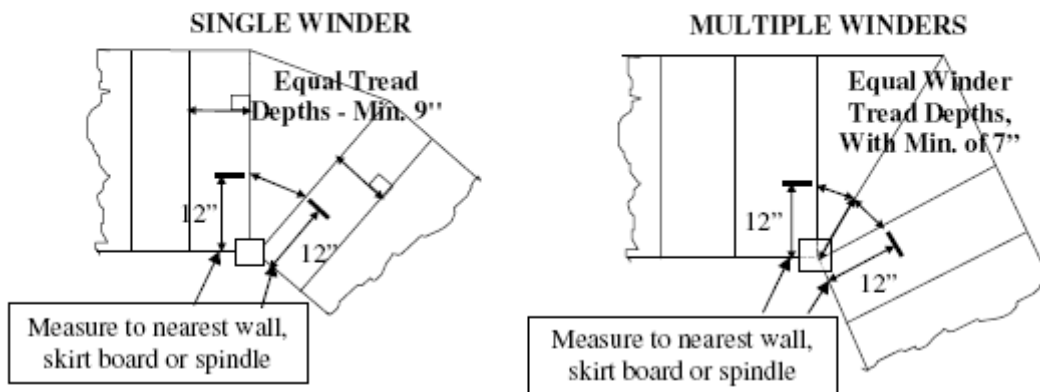 SINGLE WINDER
Equal Tread
Depths - Min. 9"
12"
12"
Measure to nearest wall,
skirt board or spindle
MULTIPLE WINDERS
Equal Winder
Tread Depths,
With Min. of 7”
12”
12”
Measure to nearest wall,
skirt board or spindle